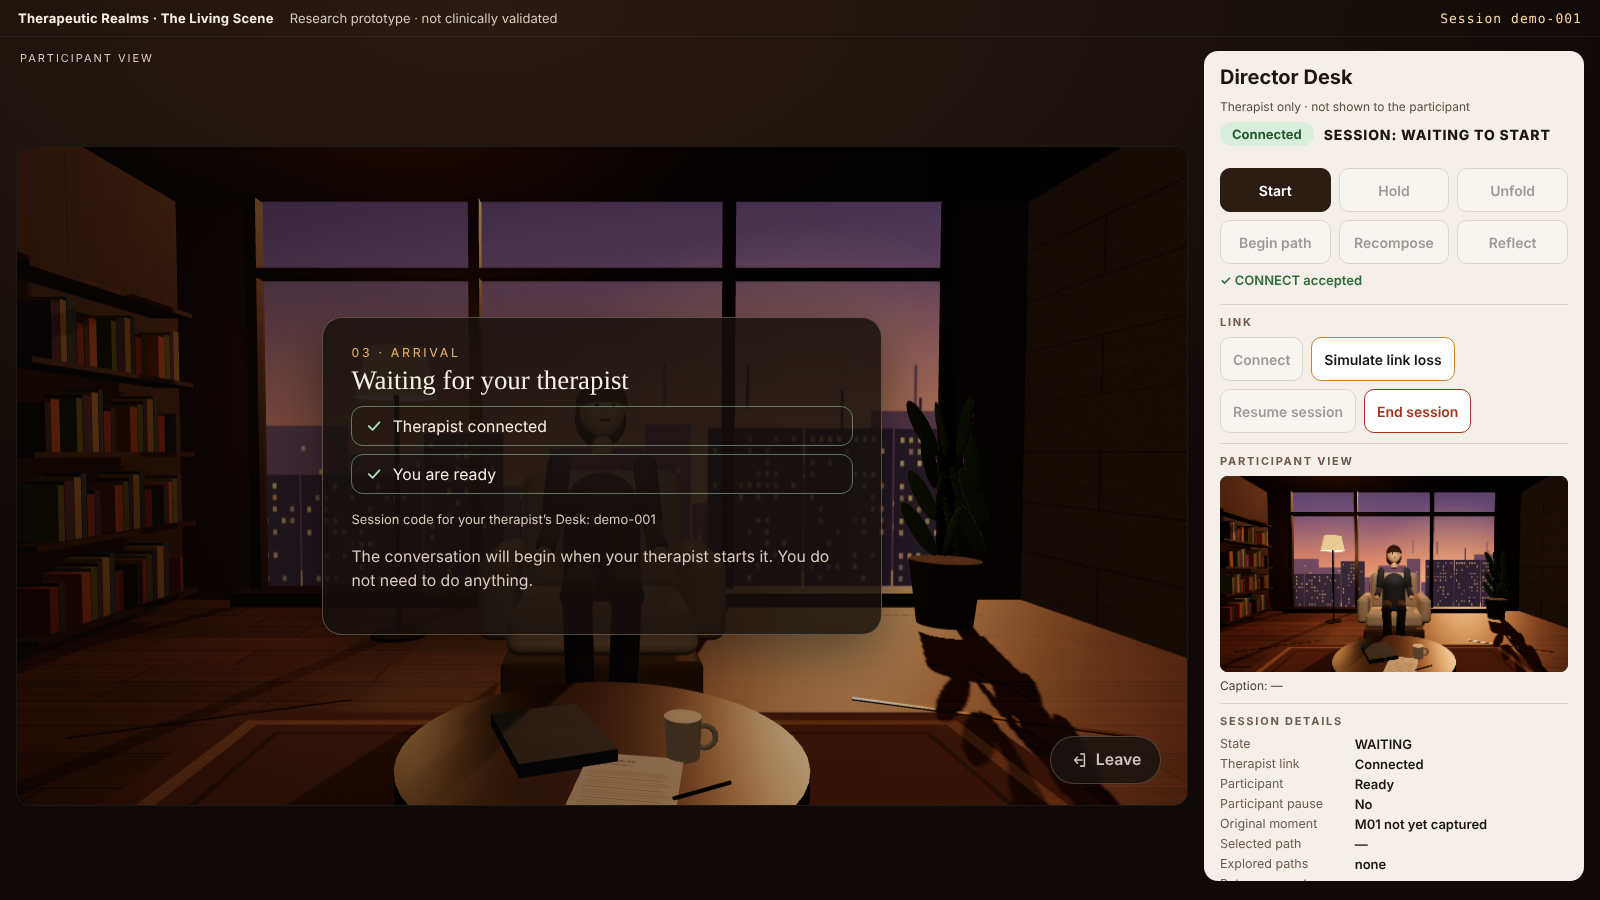 Therapeutic Realms · The Living Scene Research prototype · not clinically validated Session demo-001
PARTICIPANT VIEW
03 · ARRIVAL
Waiting for your therapist
Therapist connected
You are ready
Session code for your therapist's Desk: demo-001
The conversation will begin when your therapist starts it. You do
not need to do anything.
Leave
Director Desk
Therapist only · not shown to the participant
Connected SESSION: WAITING TO START
Start Hold Unfold
Begin path Recompose Reflect
✓ CONNECT accepted
LINK
Connect Simulate link loss
Resume session End session
PARTICIPANT VIEW
Caption: —
SESSION DETAILS
State WAITING
Therapist link Connected
Participant Ready
Participant pause No
Original moment M01 not yet captured
Selected path —
Explored paths none